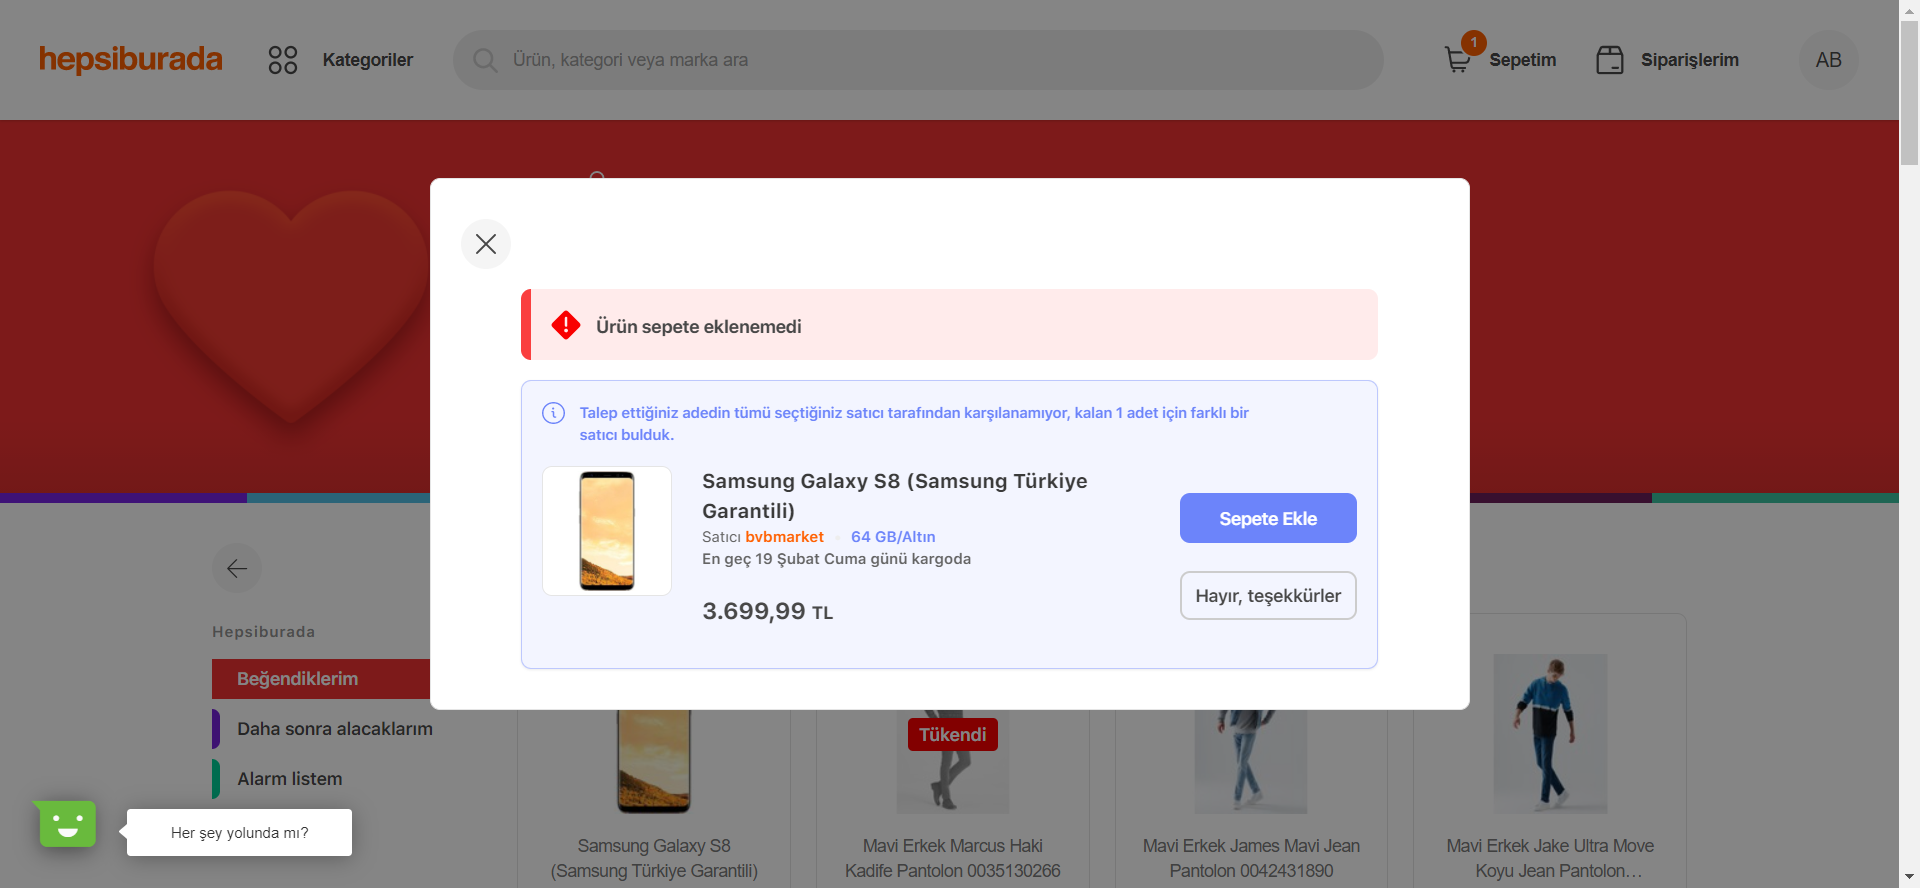 hepsiburada
Kategoriler
Ürün, kategori veya marka ara
1
Sepetim
Siparişlerim
AB
Ürün sepete eklenemedi
Talep ettiğiniz adedin tümü seçtiğiniz satıcı tarafından karşılanamıyor, kalan 1 adet için farklı bir
satıcı bulduk.
Samsung Galaxy S8 (Samsung Türkiye
Garantili)
Satıcı bvbmarket 64 GB/Altın
En geç 19 Şubat Cuma günü kargoda
3.699,99 TL
Sepete Ekle
Hayır, teşekkürler
Hepsiburada
Beğendiklerim
Daha sonra alacaklarım
Alarm listem
Her şey yolunda mı?
Samsung Galaxy S8
(Samsung Türkiye Garantili)
Tükendi
Mavi Erkek Marcus Haki
Kadife Pantolon 0035130266
Mavi Erkek James Mavi Jean
Pantolon 0042431890
Mavi Erkek Jake Ultra Move
Koyu Jean Pantolon…